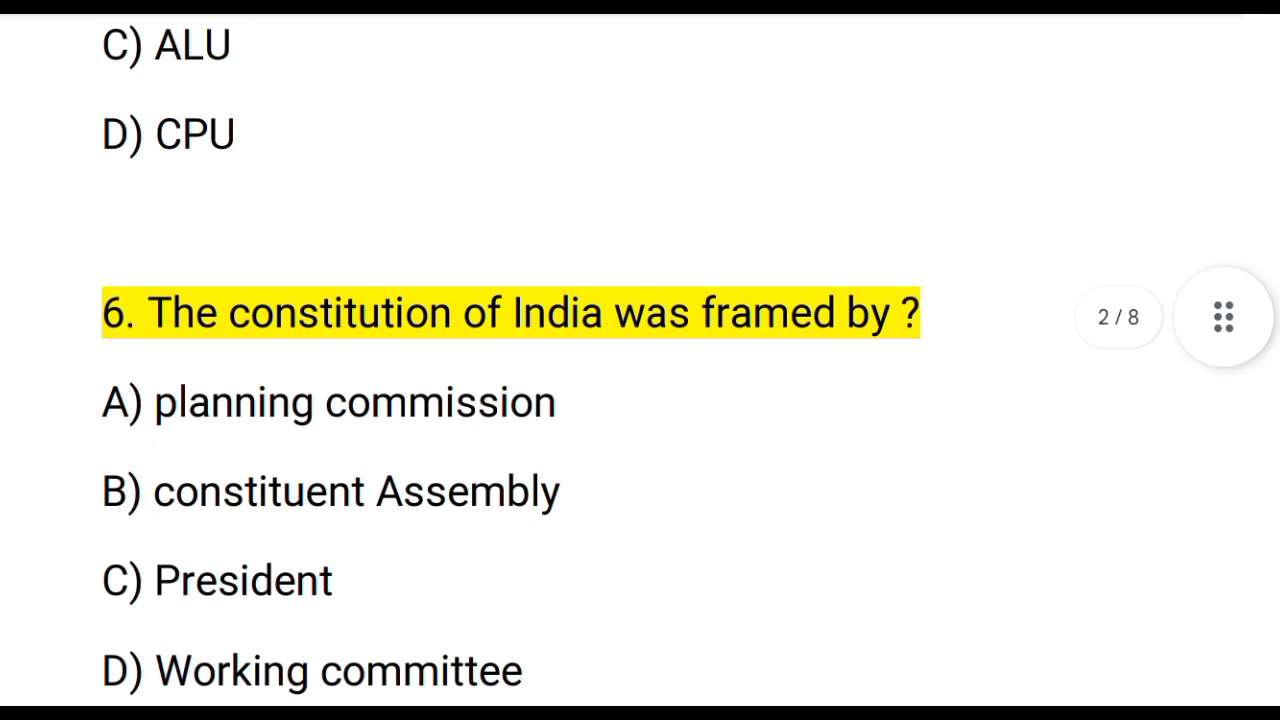 C) ALU
D) CPU
6. The constitution of India was framed by ?
2 / 8
A) planning commission
B) constituent Assembly
C) President
D) Working committee